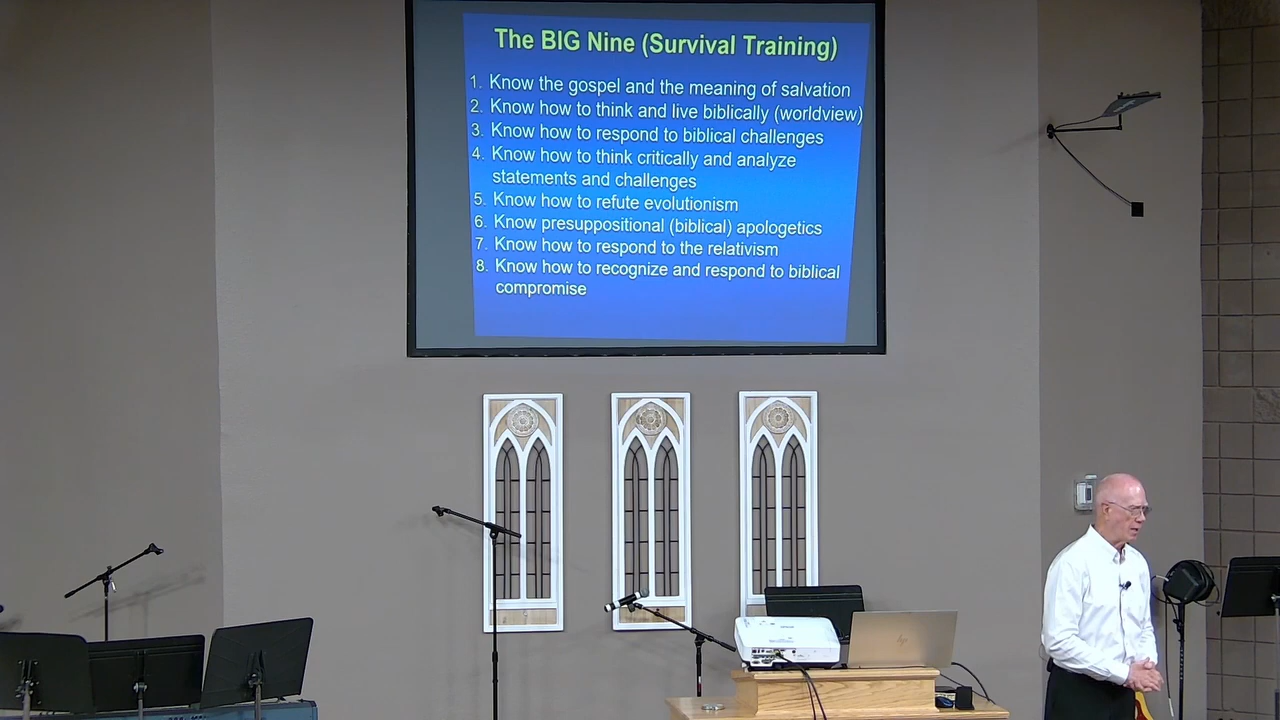 The BIG Nine (Survival Training)
1. Know the gospel and the meaning of salvation
2. Know how to think and live biblically (worldview)
3. Know how to respond to biblical challenges
4. Know how to think critically and analyze
statements and challenges
5. Know how to refute evolutionism
6. Know presuppositional (biblical) apologetics
7. Know how to respond to the relativism
8. Know how to recognize and respond to biblical
compromise
hp